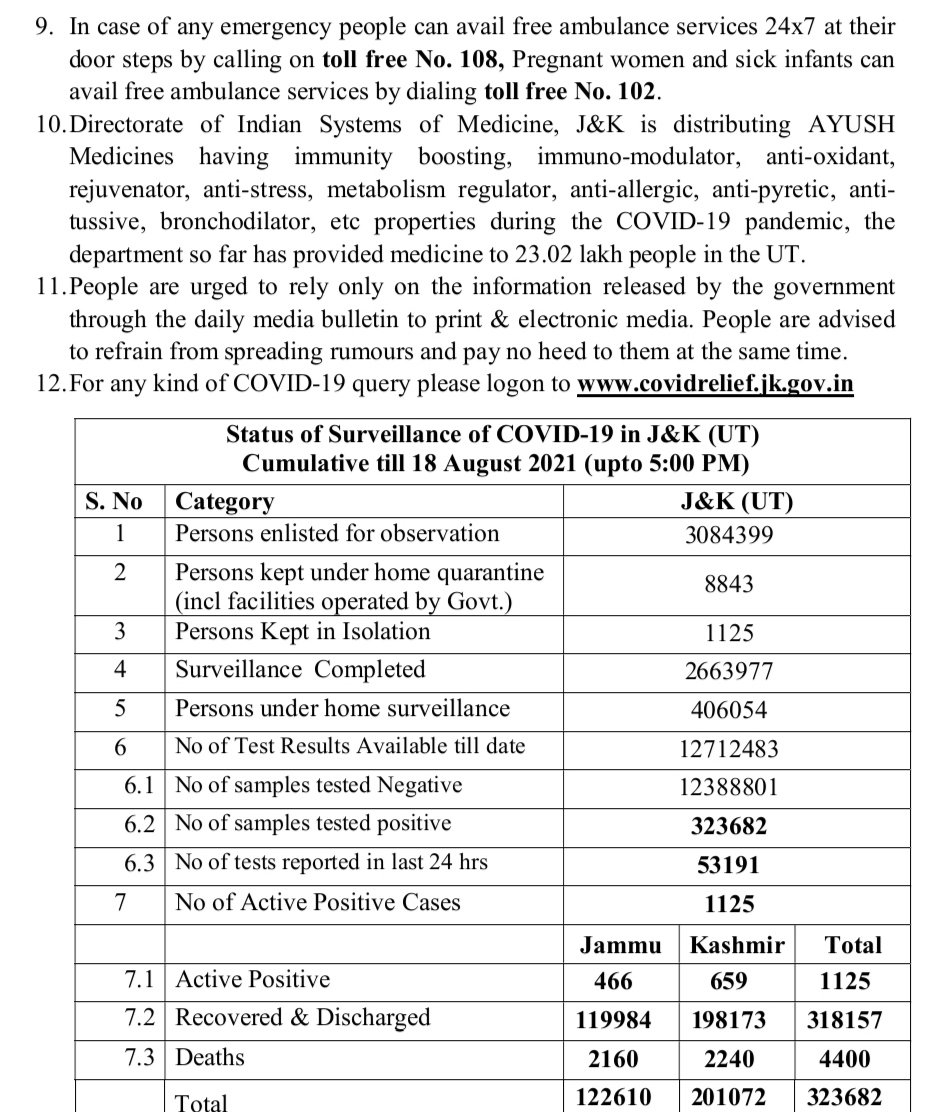 9. In case of any emergency people can avail free ambulance services 24x7 at their
door steps by calling on toll free No. 108, Pregnant women and sick infants can
avail free ambulance services by dialing toll free No. 102.
10.Directorate of Indian Systems of Medicine, J&K is distributing AYUSH
Medicines having immunity boosting, immuno-modulator, anti-oxidant,
rejuvenator, anti-stress, metabolism regulator, anti-allergic, anti-pyretic, anti-
tussive, bronchodilator, etc properties during the COVID-19 pandemic, the
department so far has provided medicine to 23.02 lakh people in the UT.
11.People are urged to rely only on the information released by the government
through the daily media bulletin to print & electronic media. People are advised
to refrain from spreading rumours and pay no heed to them at the same time.
12.For any kind of COVID-19 query please logon to www.covidrelief.jk.gov.in
Status of Surveillance of COVID-19 in J&K (UT)
Cumulative till 18 August 2021 (upto 5:00 PM)
S. No Category J&K (UT)
1 Persons enlisted for observation 3084399
2 Persons kept under home quarantine
(incl facilities operated by Govt.) 8843
3 Persons Kept in Isolation 1125
4 Surveillance Completed 2663977
5 Persons under home surveillance 406054
6 No of Test Results Available till date 12712483
6.1 No of samples tested Negative 12388801
6.2 No of samples tested positive 323682
6.3 No of tests reported in last 24 hrs 53191
7 No of Active Positive Cases 1125
Jammu Kashmir Total
7.1 Active Positive 466 659 1125
7.2 Recovered & Discharged 119984 198173 318157
7.3 Deaths 2160 2240 4400
Total 122610 201072 323682